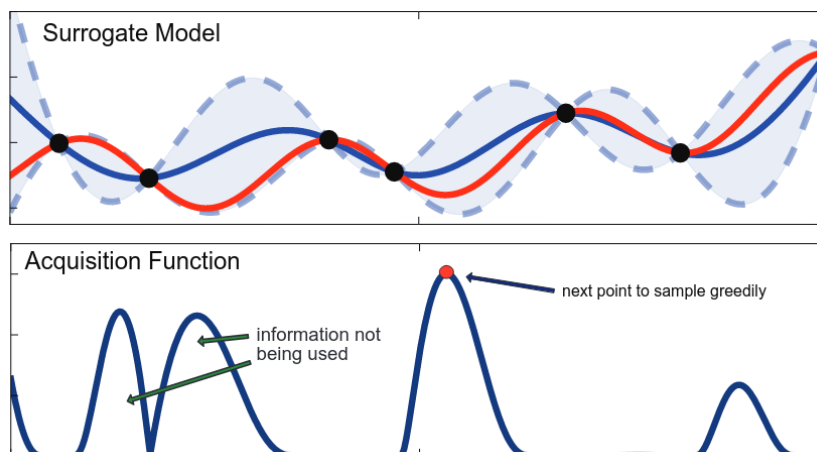 Surrogate Model
Acquisition Function
next point to sample greedily
information not
being used